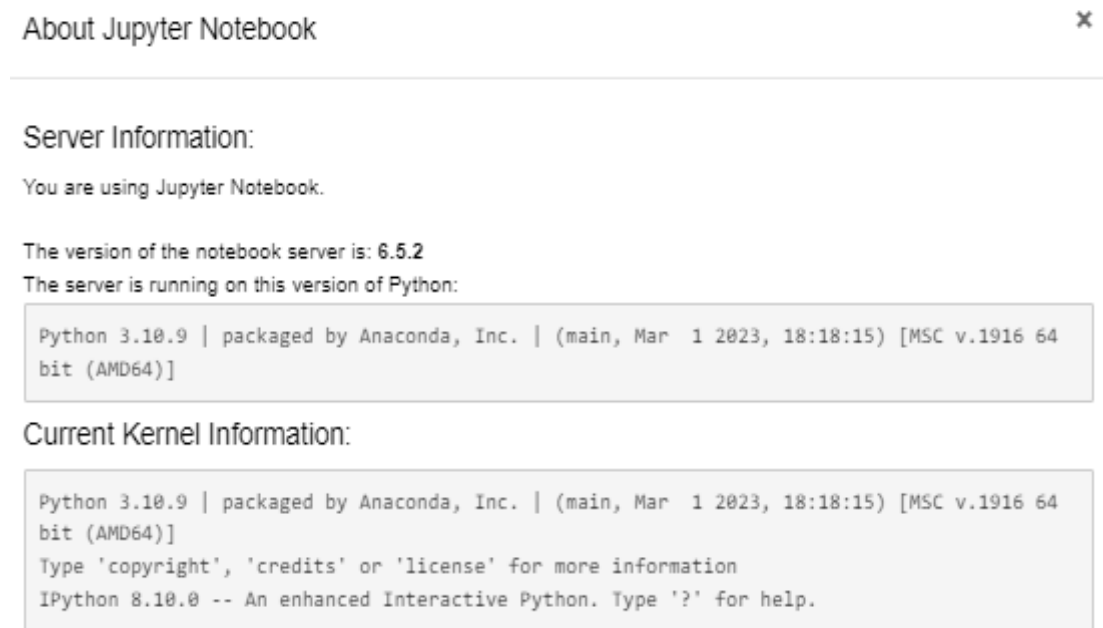 About Jupyter Notebook ×
Server Information:
You are using Jupyter Notebook.
The version of the notebook server is: 6.5.2
The server is running on this version of Python:
Python 3.10.9 | packaged by Anaconda, Inc. | (main, Mar  1 2023, 18:18:15) [MSC v.1916 64
bit (AMD64)]
Current Kernel Information:
Python 3.10.9 | packaged by Anaconda, Inc. | (main, Mar  1 2023, 18:18:15) [MSC v.1916 64
bit (AMD64)]
Type 'copyright', 'credits' or 'license' for more information
IPython 8.10.0 -- An enhanced Interactive Python. Type '?' for help.